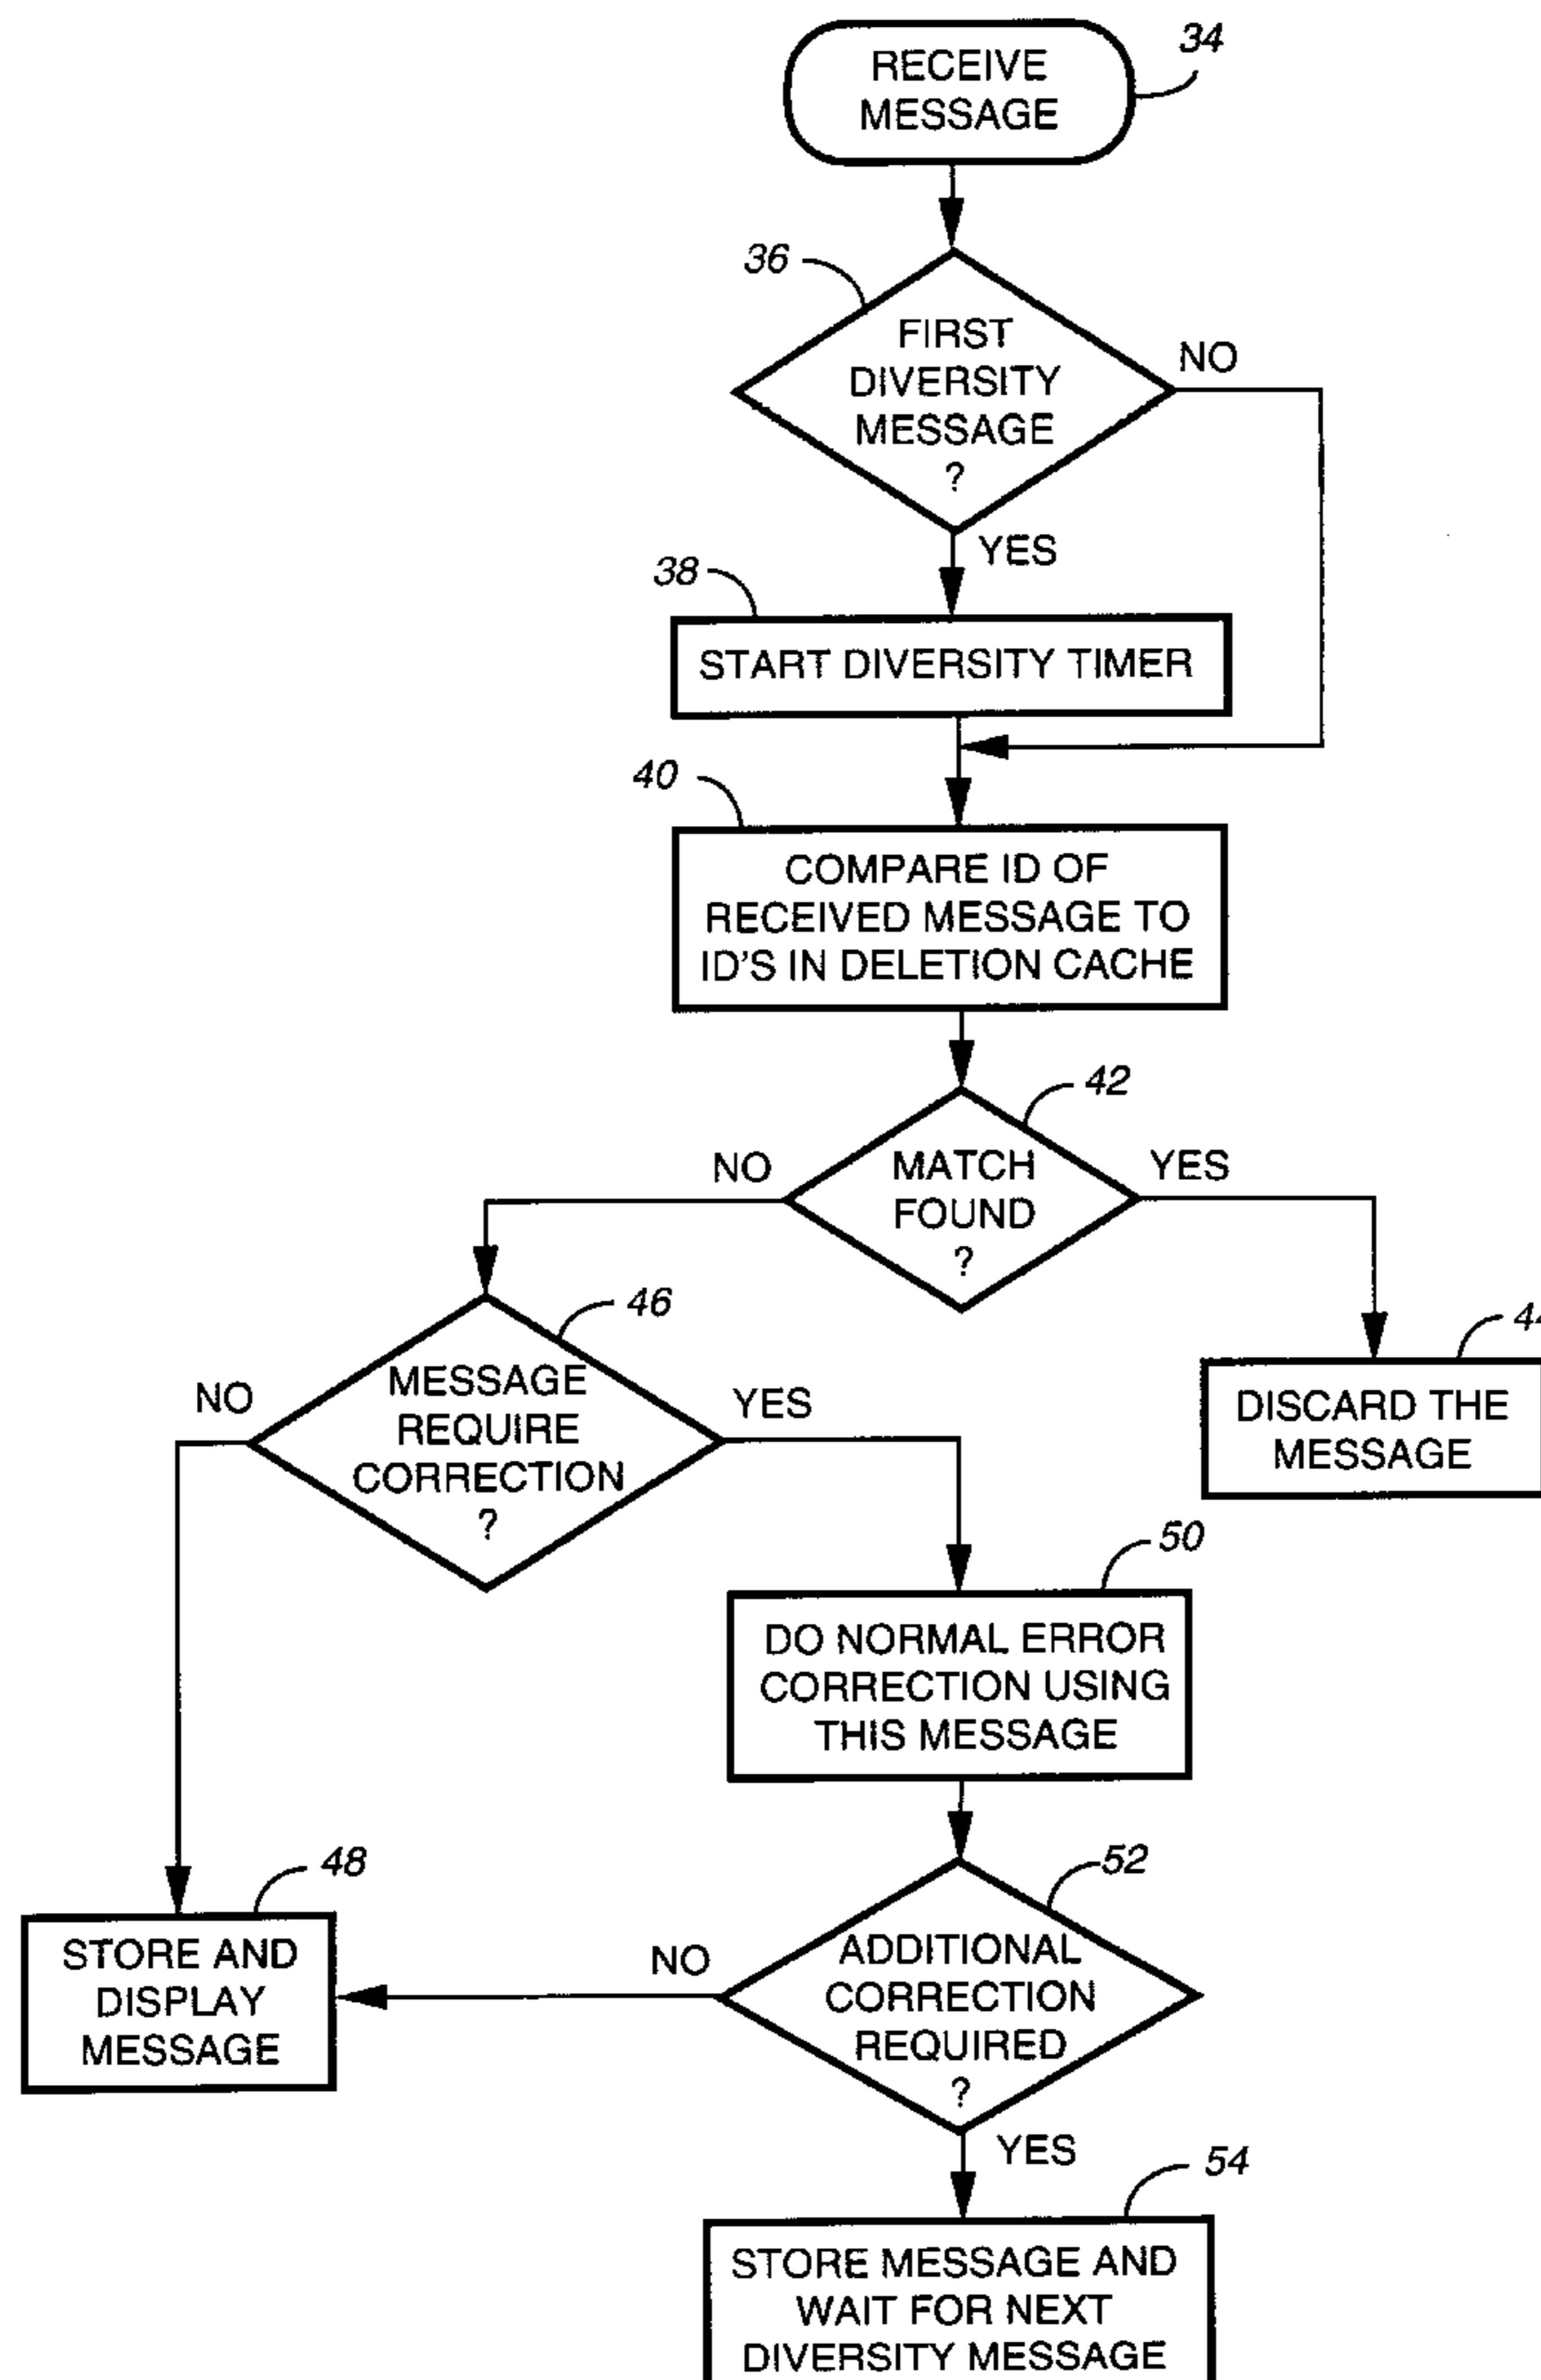 34
RECEIVE
MESSAGE
36
FIRST
DIVERSITY
MESSAGE
?
NO
YES
38
START DIVERSITY TIMER
40
COMPARE ID OF
RECEIVED MESSAGE TO
ID'S IN DELETION CACHE
42
NO
MATCH
FOUND
?
YES
46
44
NO
MESSAGE
REQUIRE
CORRECTION
?
YES
DISCARD THE
MESSAGE
50
DO NORMAL ERROR
CORRECTION USING
THIS MESSAGE
48
52
STORE AND
DISPLAY
MESSAGE
NO
ADDITIONAL
CORRECTION
REQUIRED
?
YES
54
STORE MESSAGE AND
WAIT FOR NEXT
DIVERSITY MESSAGE